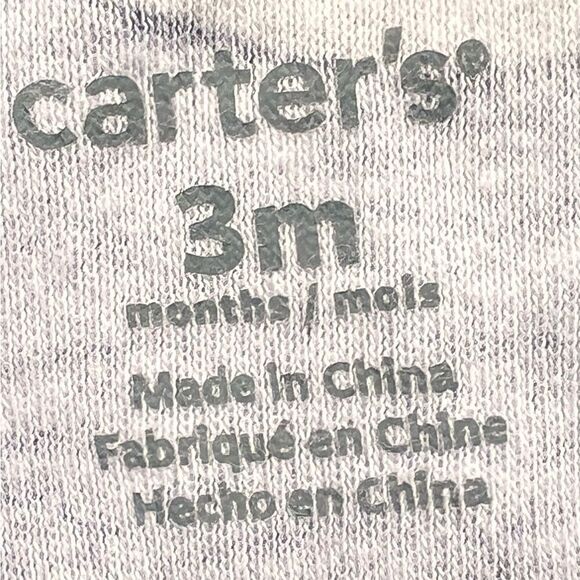 carter's®
3m
months / mois
Made in China
Fabriqué en Chine
Hecho en China